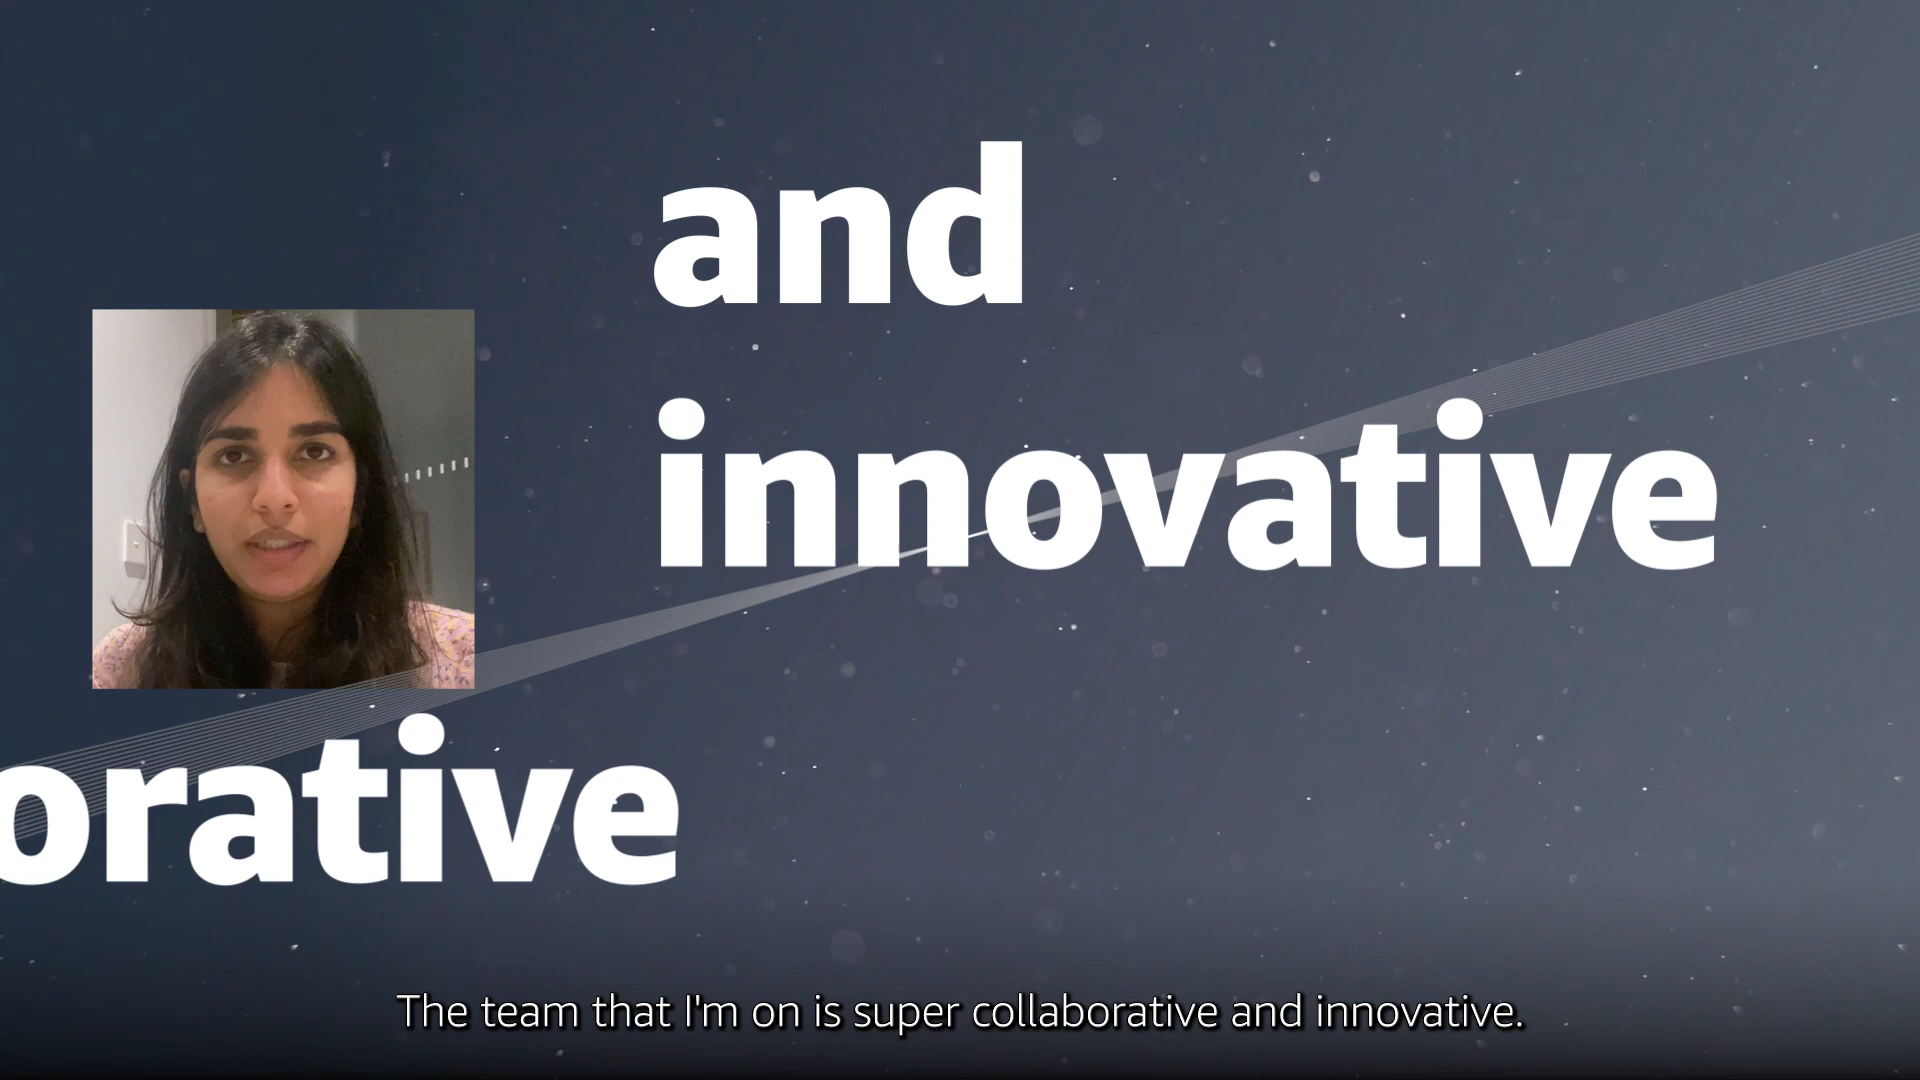 and
innovative
orative
The team that I'm on is super collaborative and innovative.